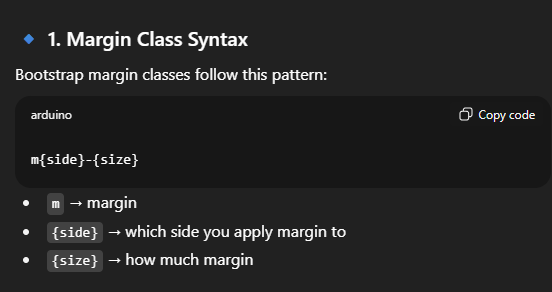 1. Margin Class Syntax
Bootstrap margin classes follow this pattern:
arduino
Copy code
m{side}-{size}
m → margin
{side} → which side you apply margin to
{size} → how much margin